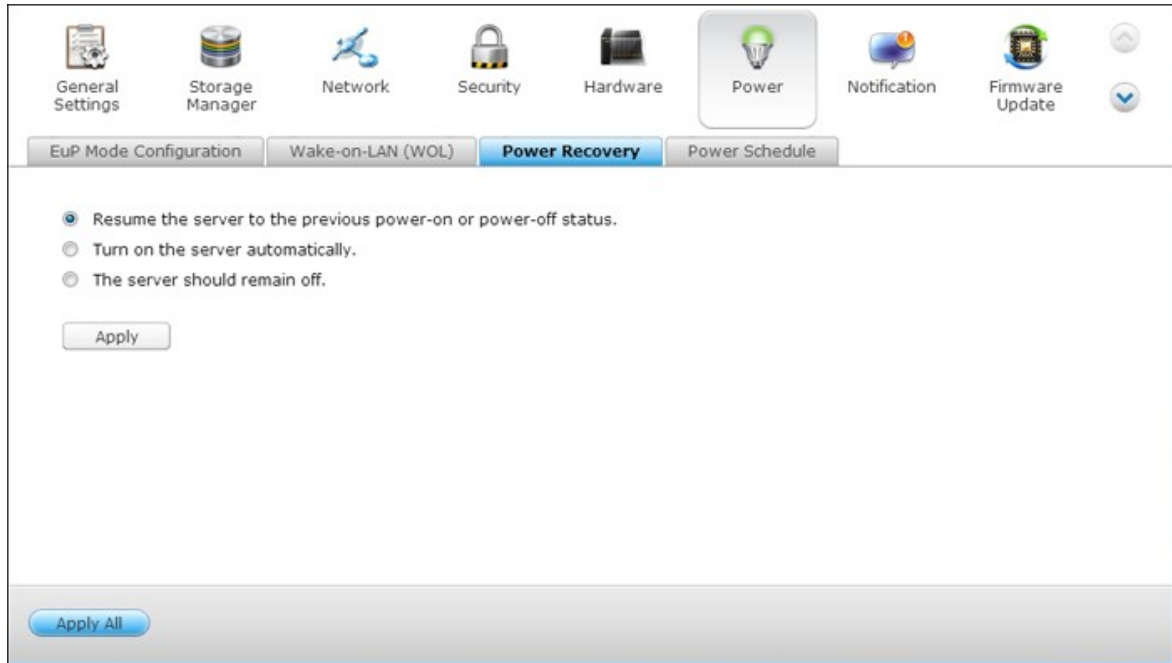 General Settings
Storage Manager
Network
Security
Hardware
Power
1
Notification
Firmware Update
EuP Mode Configuration
Wake-on-LAN (WOL)
Power Recovery
Power Schedule
Resume the server to the previous power-on or power-off status.
Turn on the server automatically.
The server should remain off.
Apply
Apply All